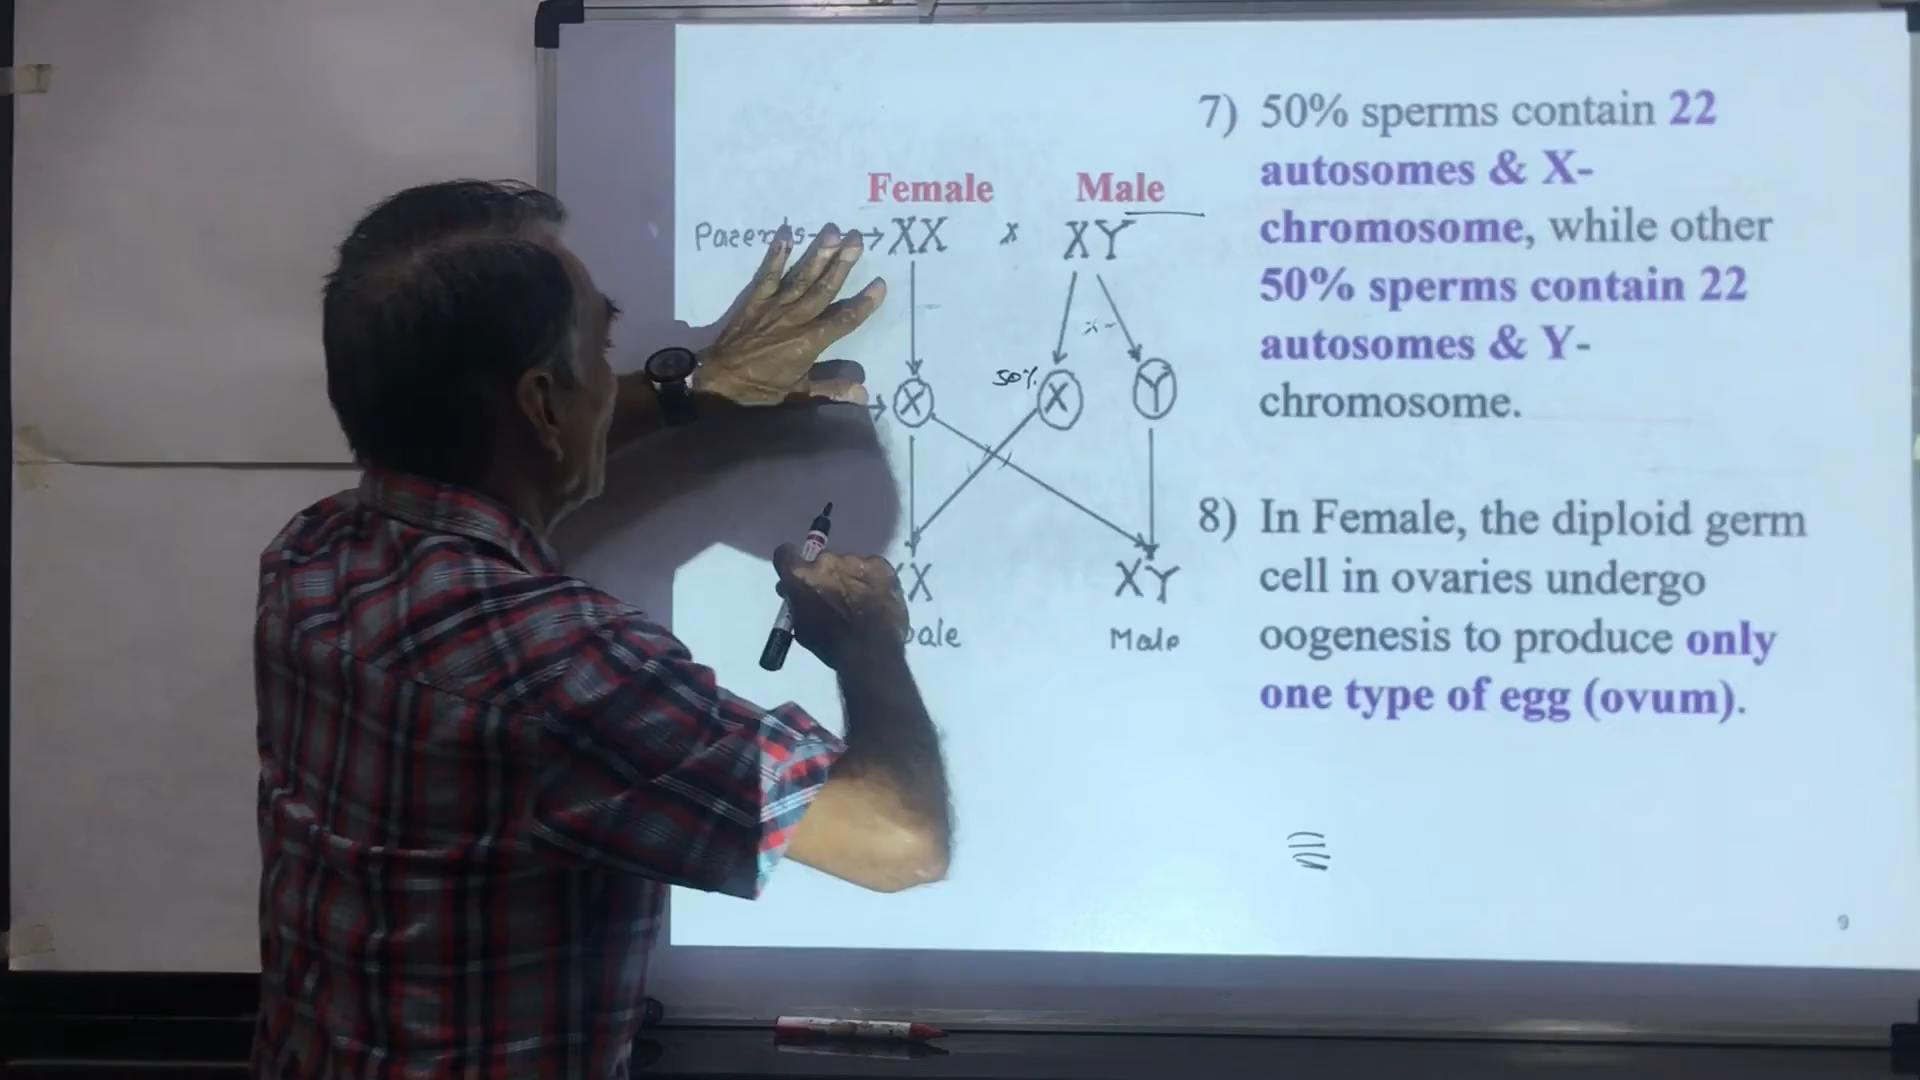 Female Male
XX x XY
50% X X Y
X XY
Male
7) 50% sperms contain 22
autosomes & X-
chromosome, while other
50% sperms contain 22
autosomes & Y-
chromosome.
8) In Female, the diploid germ
cell in ovaries undergo
oogenesis to produce only
one type of egg (ovum).
9